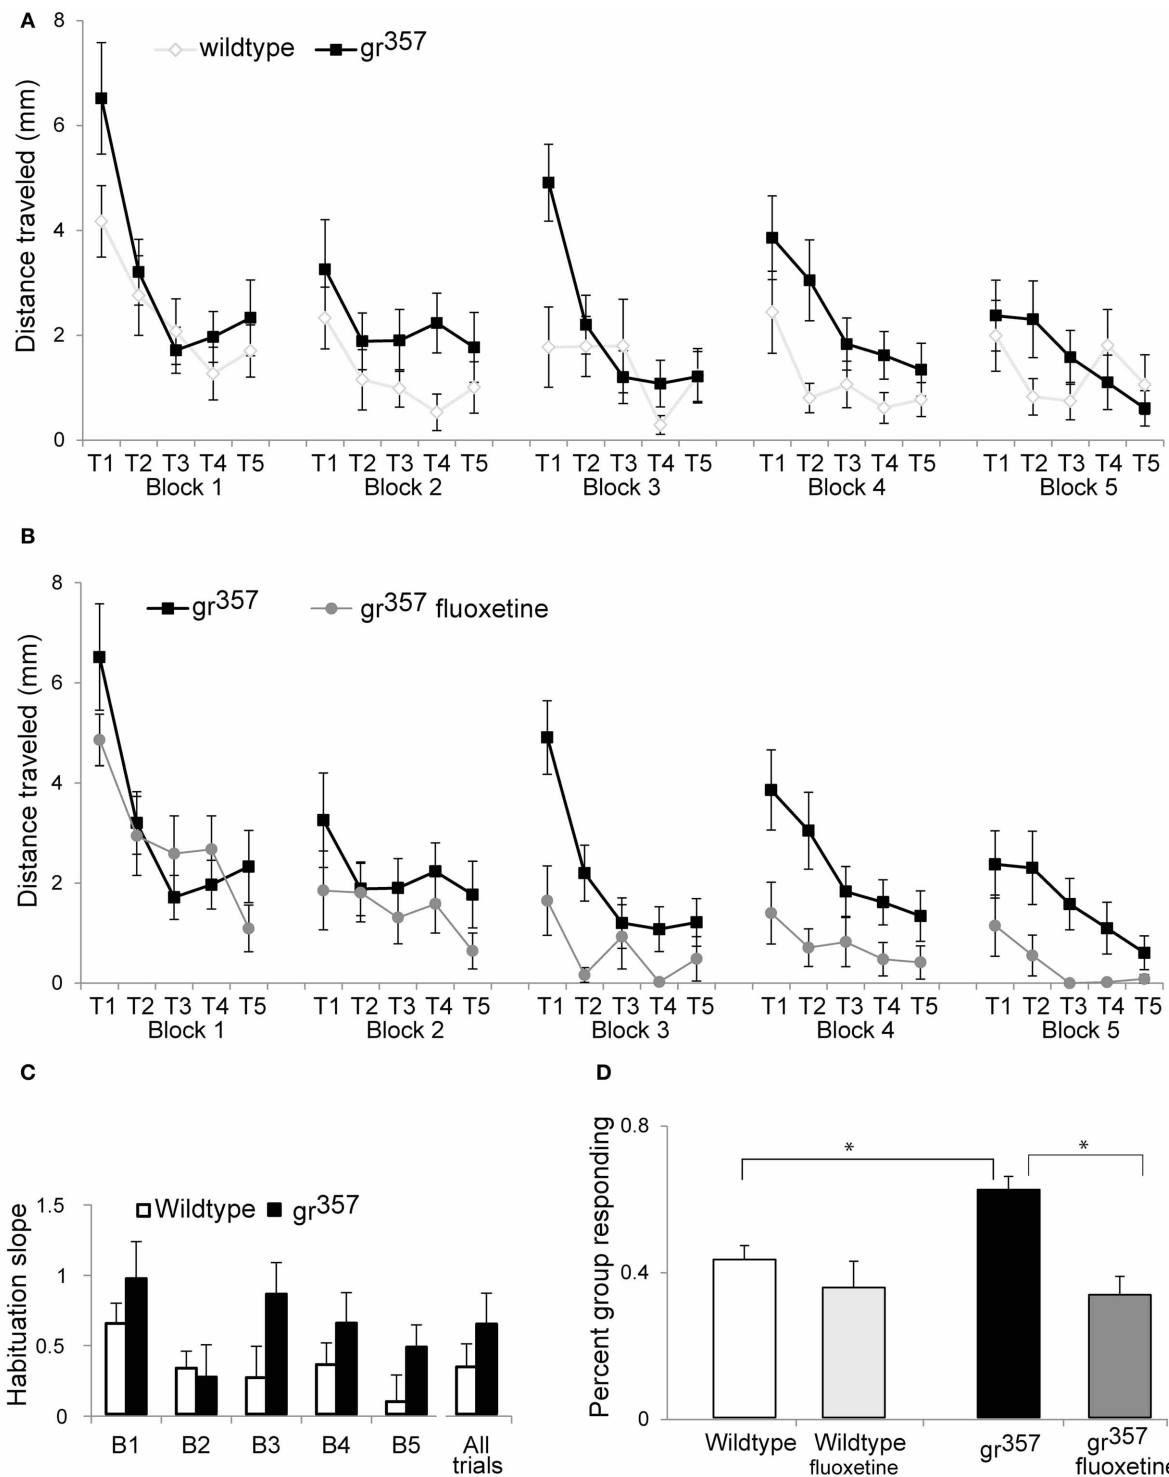 A
8
wildtype gr357
6
4
2
0
Distance traveled (mm)
T1 T2 T3 T4 T5 T1 T2 T3 T4 T5 T1 T2 T3 T4 T5 T1 T2 T3 T4 T5 T1 T2 T3 T4 T5
Block 1 Block 2 Block 3 Block 4 Block 5
B
8
gr357 gr357 fluoxetine
6
4
2
0
Distance traveled (mm)
T1 T2 T3 T4 T5 T1 T2 T3 T4 T5 T1 T2 T3 T4 T5 T1 T2 T3 T4 T5 T1 T2 T3 T4 T5
Block 1 Block 2 Block 3 Block 4 Block 5
C
1.5
Wildtype gr357
1
0.5
0
Habituation slope
B1 B2 B3 B4 B5 All
trials
D
0.8
* *
0.4
0
Percent group responding
Wildtype Wildtype gr357 gr357
fluoxetine fluoxetine